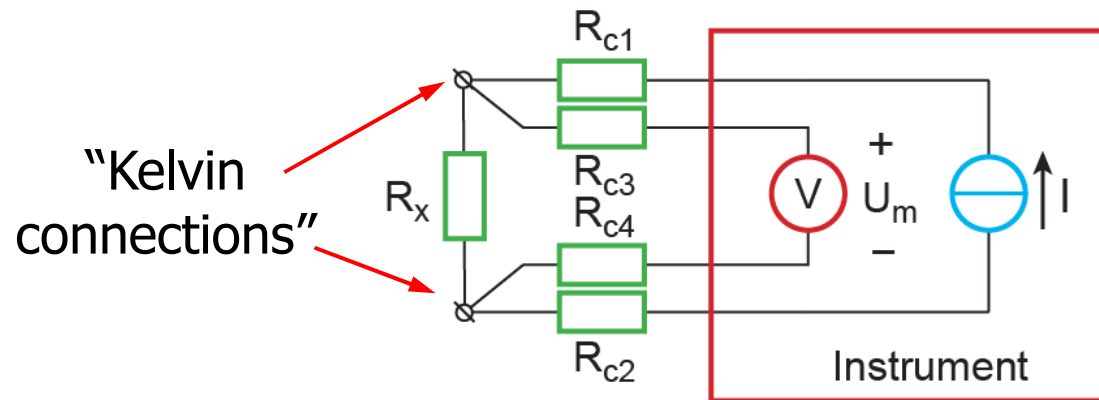 R_c1
“Kelvin
connections”
R_x
R_c3
R_c4
V
+
U_m
−
I
R_c2
Instrument